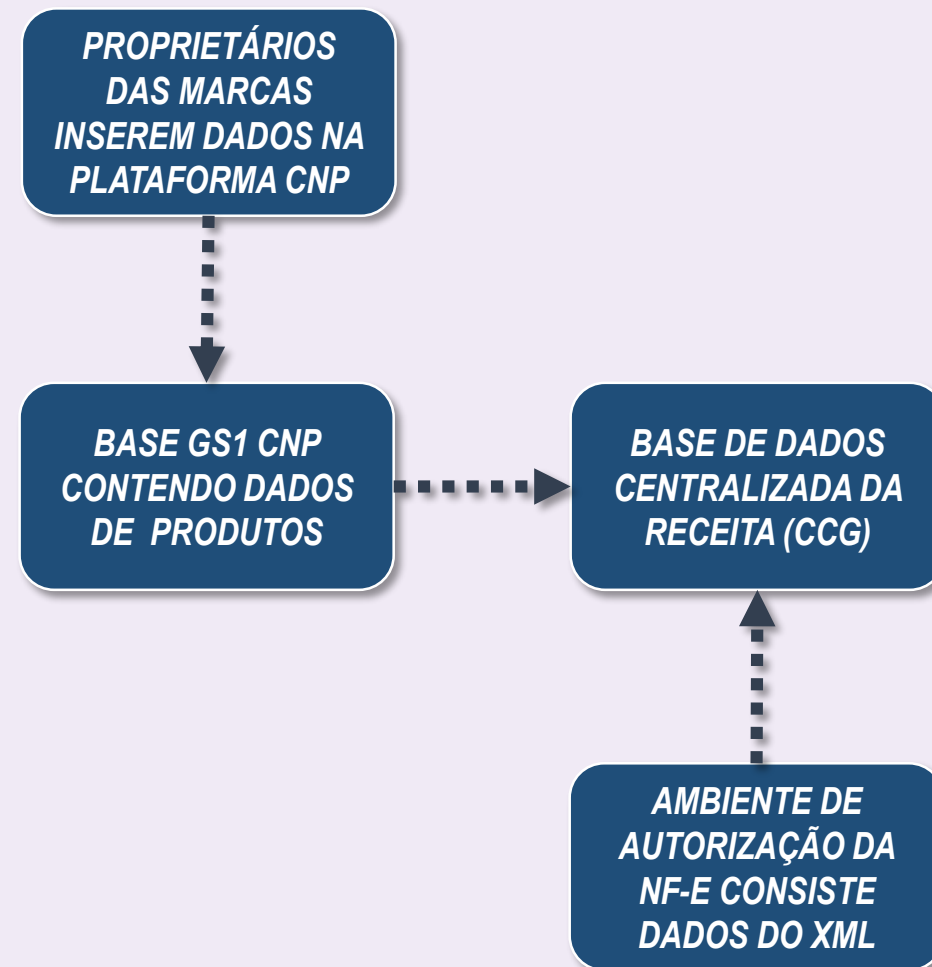 PROPRIETÁRIOS
DAS MARCAS
INSEREM DADOS NA
PLATAFORMA CNP
BASE GS1 CNP
CONTENDO DADOS
DE PRODUTOS
BASE DE DADOS
CENTRALIZADA DA
RECEITA (CCG)
AMBIENTE DE
AUTORIZAÇÃO DA
NF-E CONSISTE
DADOS DO XML